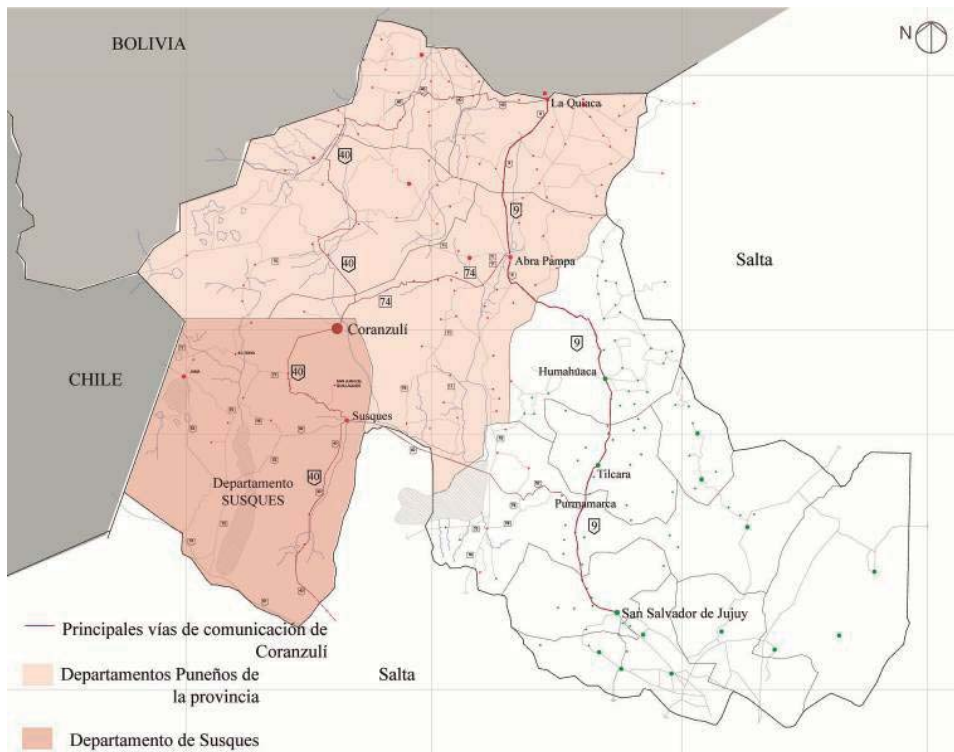 BOLIVIA
N
La Quiaca
40
9
Abra Pampa
Salta
40
74
74
Coranzulí
9
CHILE
Humahuaca
40
Susques
Departamento
SUSQUES
40
Tilcara
Purmamarca
9
San Salvador de Jujuy
Principales vías de comunicación de
Coranzulí
Departamentos Puneños de
la provincia
Salta
Departamento de Susques